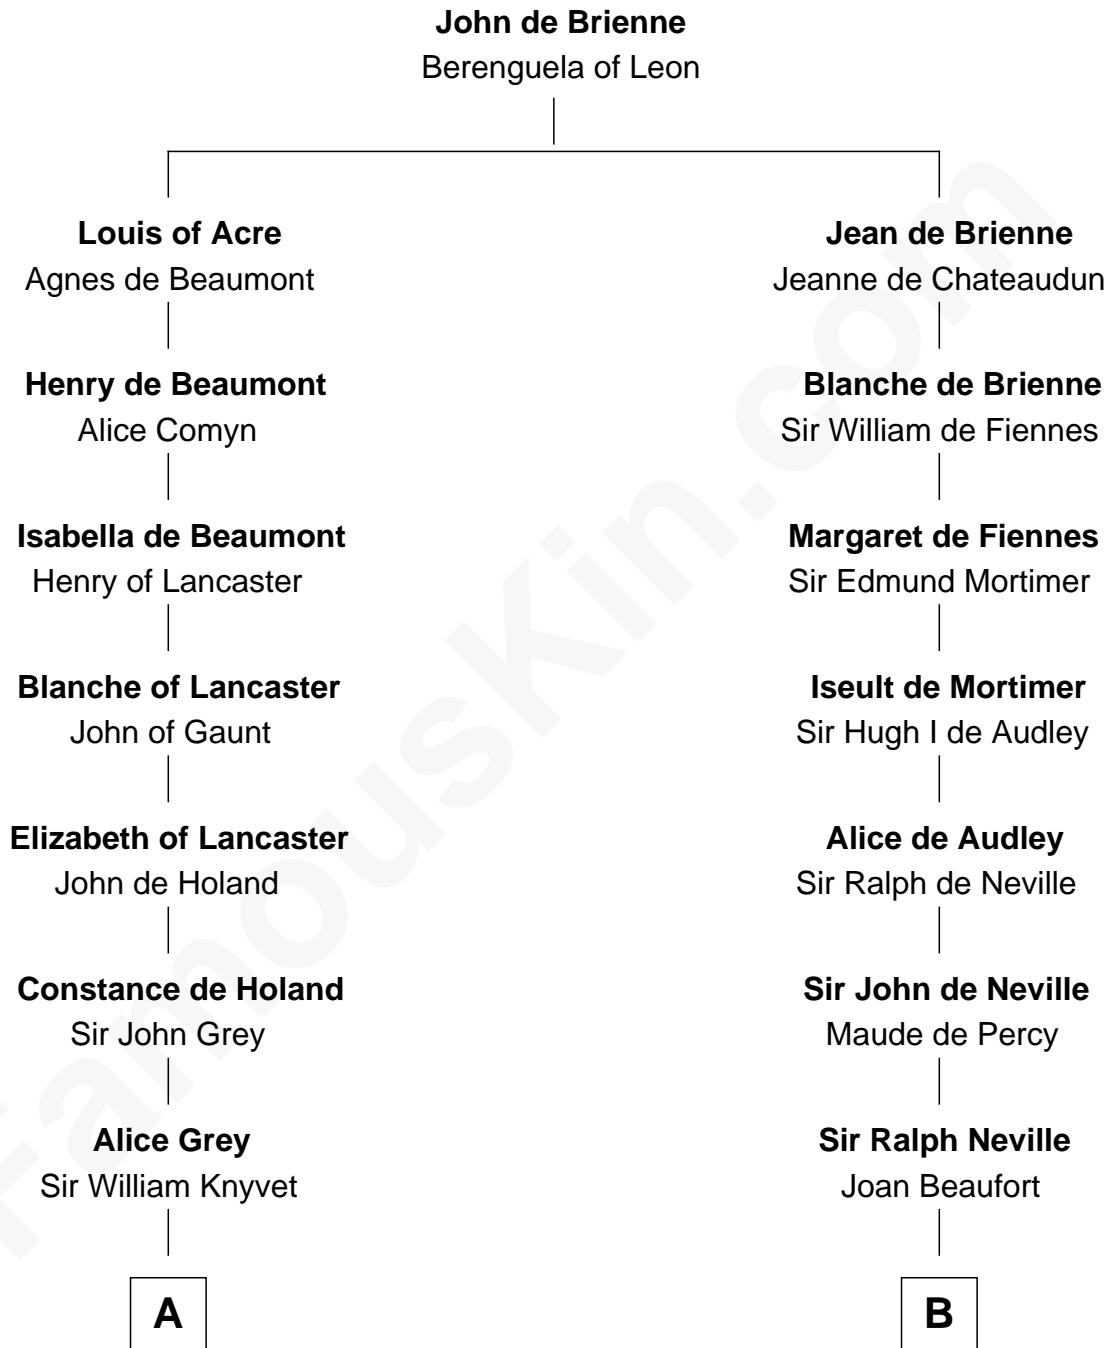 John de Brienne
Berenguela of Leon
Louis of Acre
Agnes de Beaumont
Jean de Brienne
Jeanne de Chateaudun
Henry de Beaumont
Alice Comyn
Blanche de Brienne
Sir William de Fiennes
Isabella de Beaumont
Henry of Lancaster
Margaret de Fiennes
Sir Edmund Mortimer
Blanche of Lancaster
John of Gaunt
Iseult de Mortimer
Sir Hugh I de Audley
Elizabeth of Lancaster
John de Holand
Alice de Audley
Sir Ralph de Neville
Constance de Holand
Sir John Grey
Sir John de Neville
Maude de Percy
Alice Grey
Sir William Knyvet
Sir Ralph Neville
Joan Beaufort
A
B
FamousKin.com